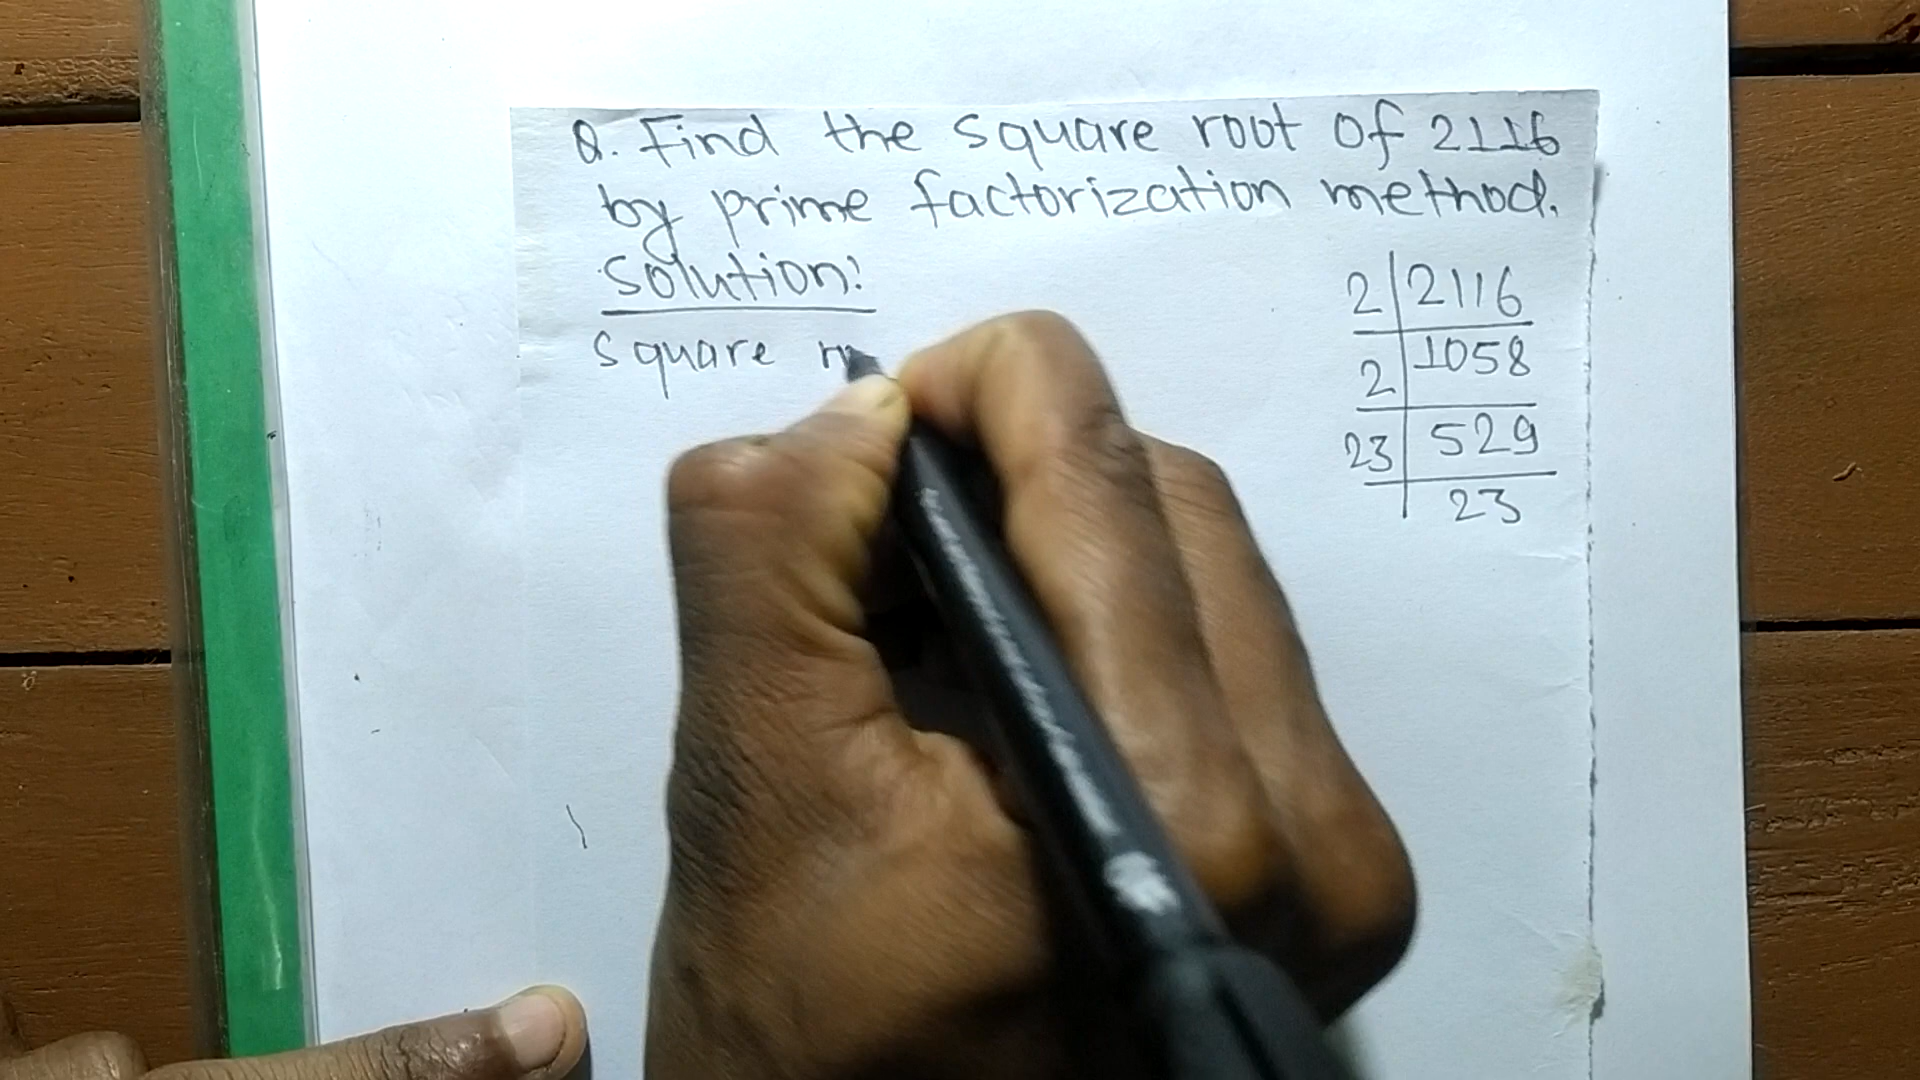 Q. Find the square root of 2116
by prime factorization method.
Solution:
square
2 2116
2 1058
23 529
23